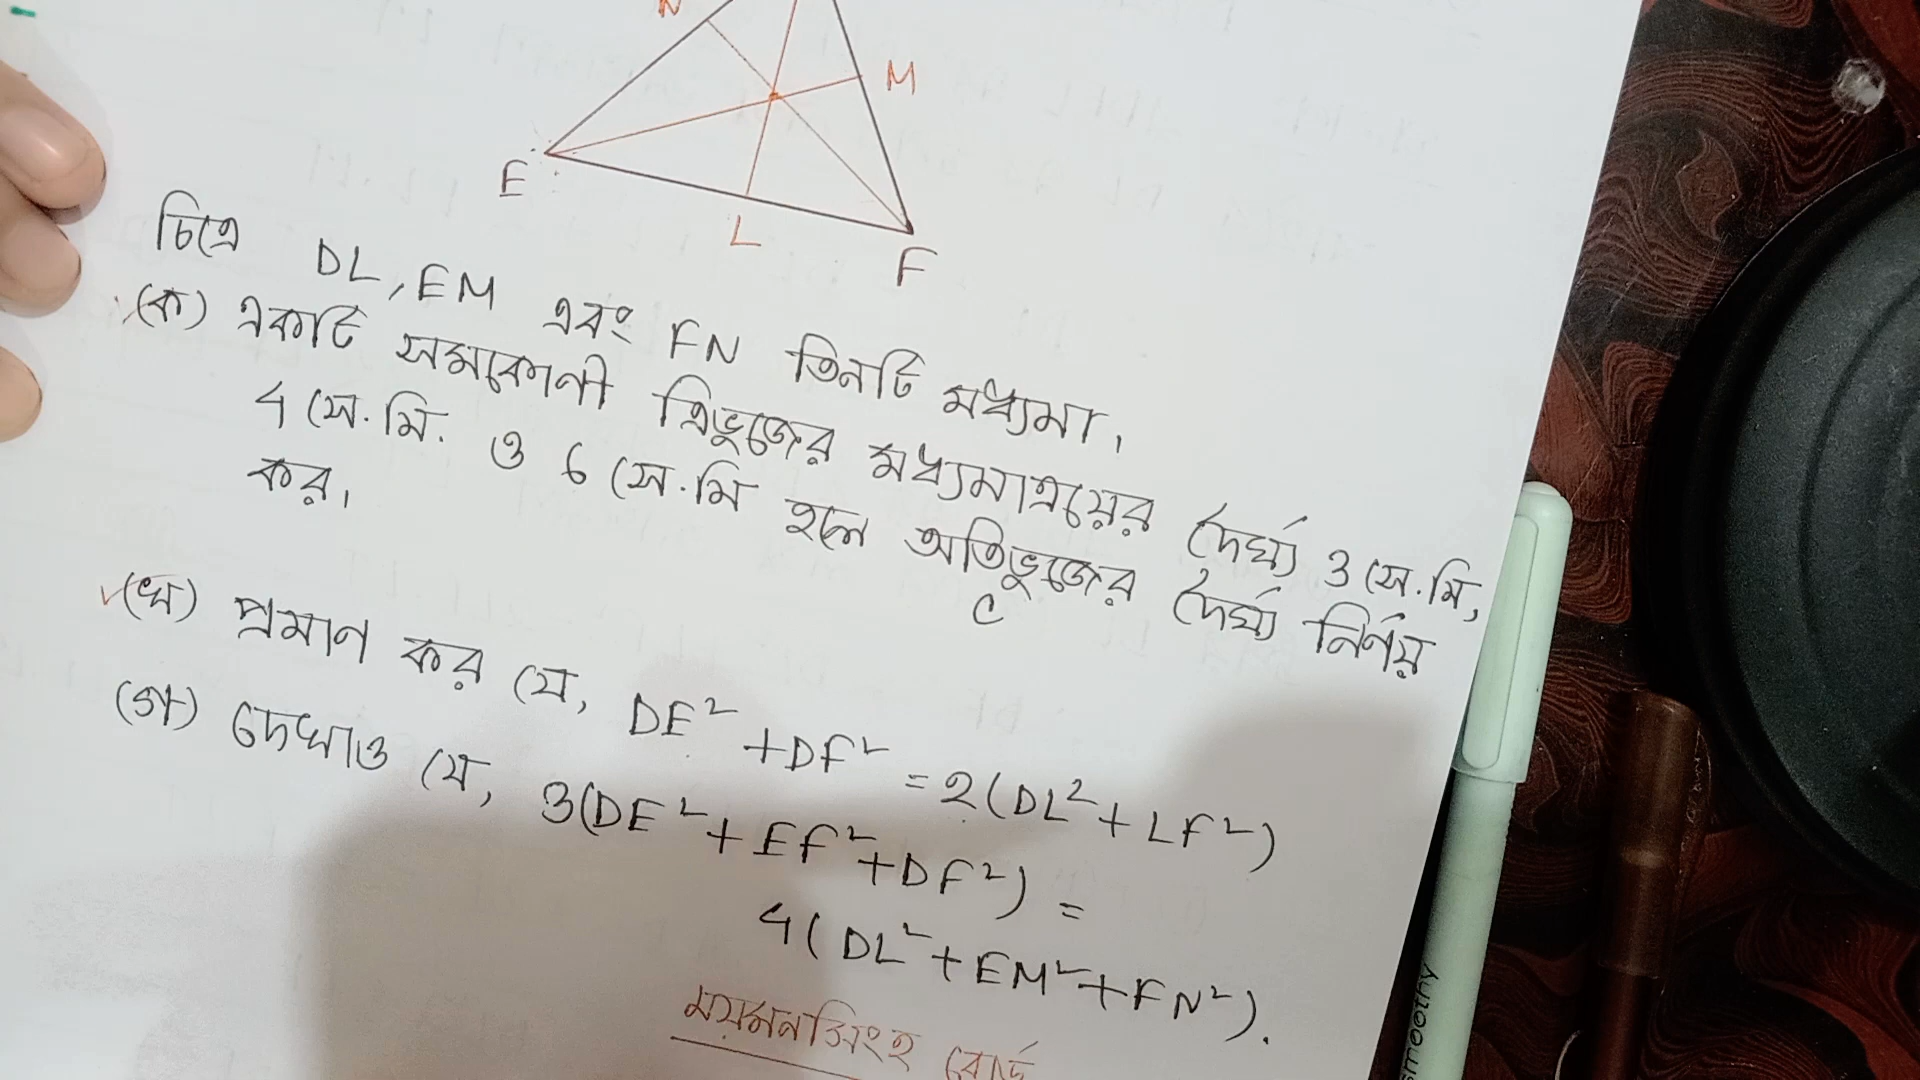 N
M
E
L
F
চিত্রে DL, EM এবং FN তিনটি মধ্যমা।
(ক) একটি সমকোণী ত্রিভুজের মধ্যমাত্রয়ের দৈর্ঘ্য 3 সে.মি,
4 সে.মি. ও 6 সে.মি হলে অতিভুজের দৈর্ঘ্য নির্ণয়
কর।
c
(খ) প্রমান কর যে, DE² + DF² = 2(DL² + LF²)
(গ) দেখাও যে, 3(DE² + EF² + DF²) =
4(DL² + EM² + FN²).
ময়মনসিংহ বোর্ড
smoothy